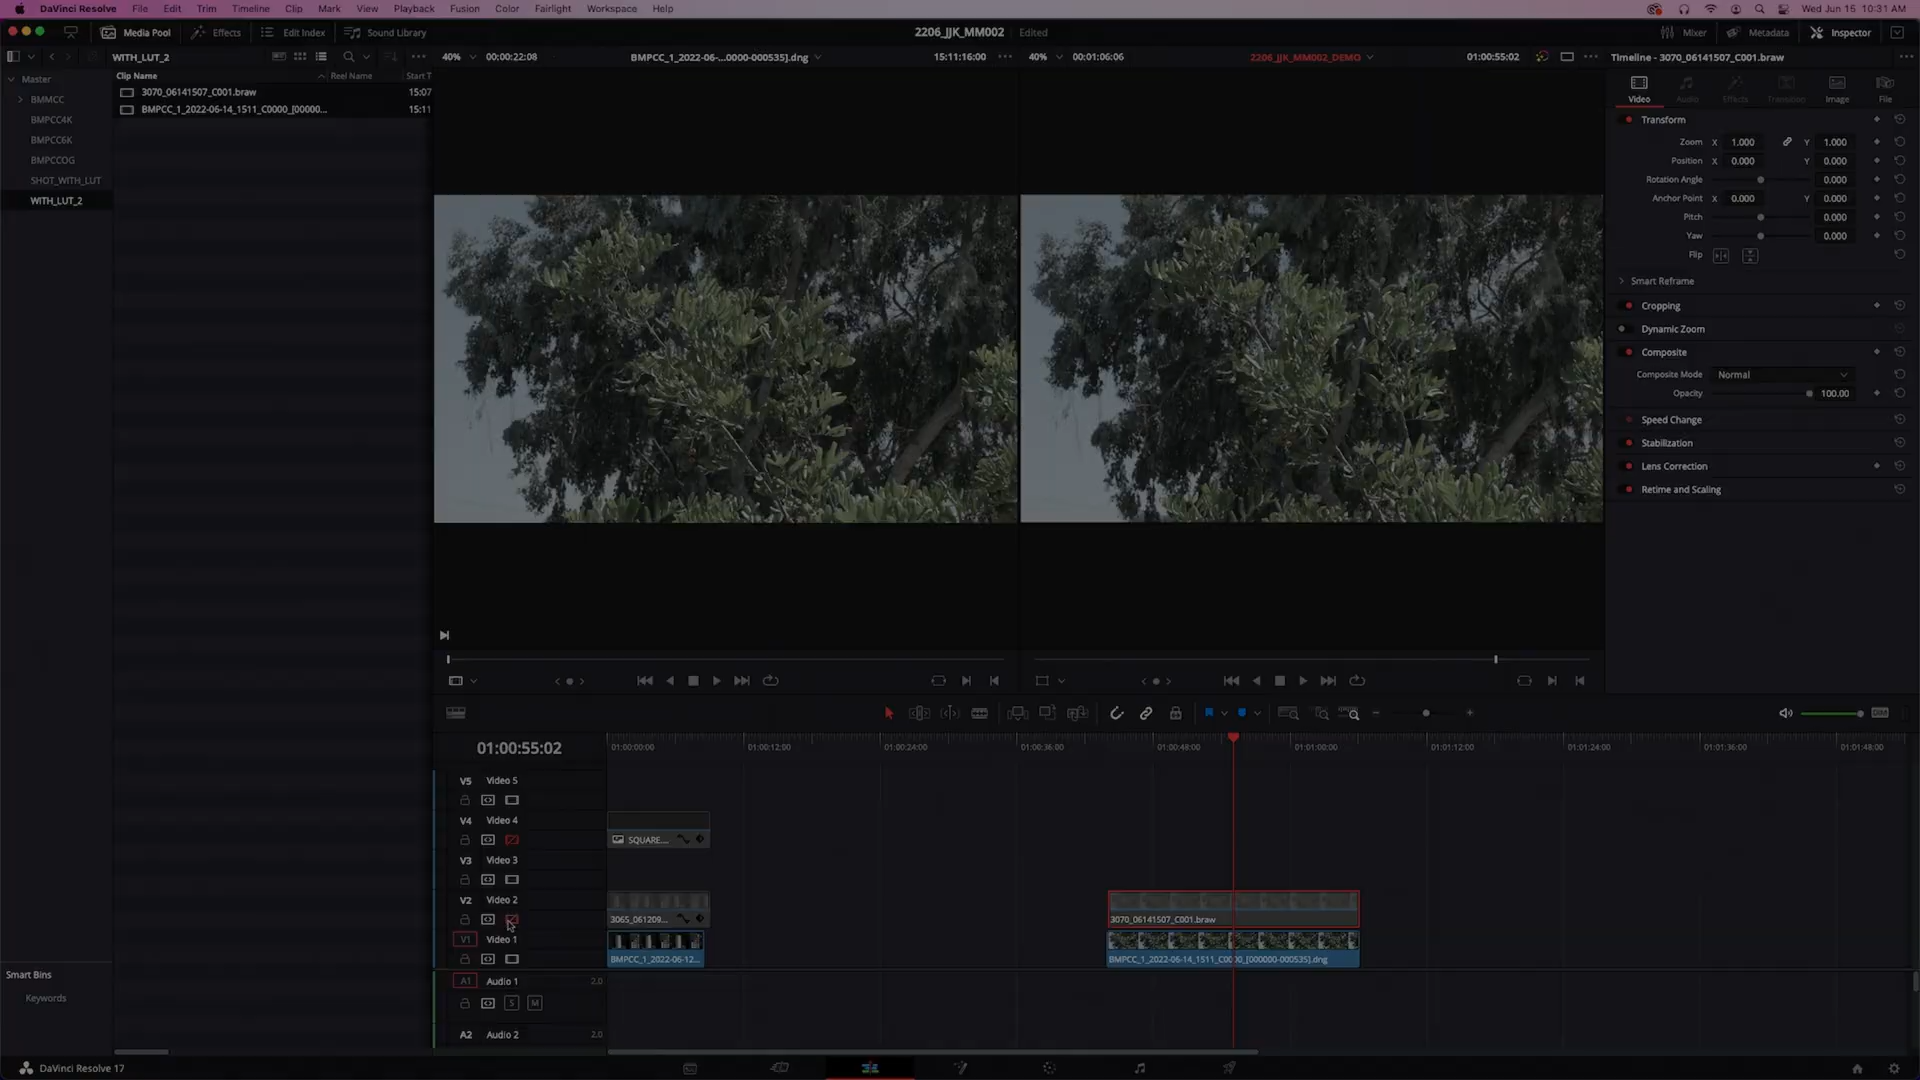 DaVinci Resolve File Edit Trim Timeline Clip Mark View Playback Fusion Color Fairlight Workspace Help Wed Jun 15 10:31 AM
Media Pool Effects Edit Index Sound Library 2206_JJK_MM002 Edited Mixer Metadata Inspector
WITH_LUT_2 40% 00:00:22:08 BMPCC_1_2022-06-...0000-000535].dng 15:11:16:00 40% 00:01:06:06 2206_JJK_MM002_DEMO 01:00:55:02 Timeline - 3070_06141507_C001.braw
Master
BMMCC
BMPCC4K
BMPCC6K
BMPCCOG
SHOT_WITH_LUT
WITH_LUT_2
Clip Name Reel Name Start T
3070_06141507_C001.braw 15:07
BMPCC_1_2022-06-14_1511_C0000_[00000... 15:11
Video Audio Effects Transition Image File
Transform
Zoom X 1.000 Y 1.000
Position X 0.000 Y 0.000
Rotation Angle 0.000
Anchor Point X 0.000 Y 0.000
Pitch 0.000
Yaw 0.000
Flip
Smart Reframe
Cropping
Dynamic Zoom
Composite
Composite Mode Normal
Opacity 100.00
Speed Change
Stabilization
Lens Correction
Retime and Scaling
DIM
01:00:55:02 01:00:00:00 01:00:12:00 01:00:24:00 01:00:36:00 01:00:48:00 01:01:00:00 01:01:12:00 01:01:24:00 01:01:36:00 01:01:48:00
V5 Video 5
V4 Video 4
SQUARE....
V3 Video 3
V2 Video 2
3065_061209... 3070_06141507_C001.braw
V1 Video 1
BMPCC_1_2022-06-12... BMPCC_1_2022-06-14_1511_C0000_[000000-000535].dng
A1 Audio 1 2.0
S M
A2 Audio 2 2.0
Smart Bins
Keywords
DaVinci Resolve 17